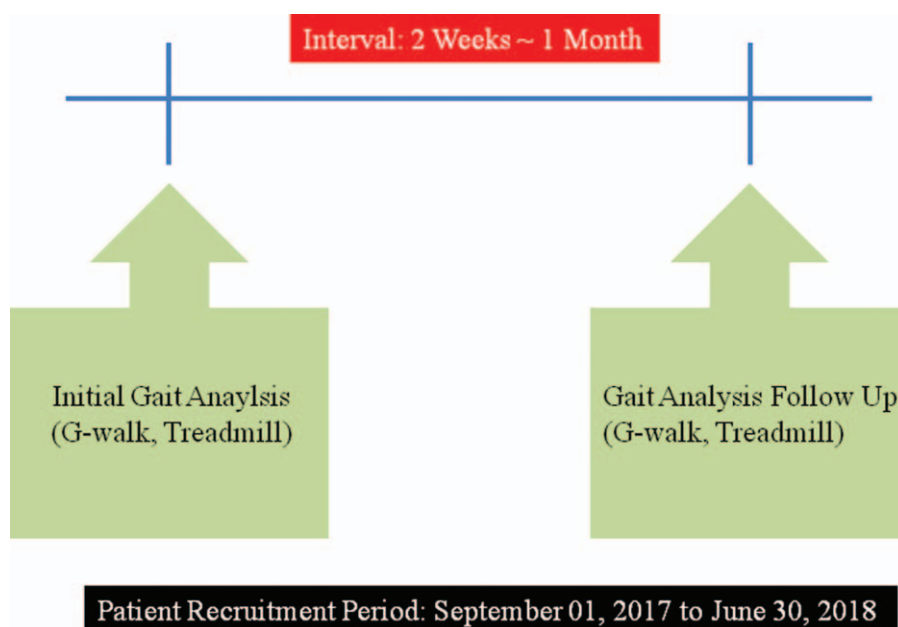 Interval: 2 Weeks ~ 1 Month
Initial Gait Anaylsis
(G-walk, Treadmill)
Gait Analysis Follow Up
(G-walk, Treadmill)
Patient Recruitment Period: September 01, 2017 to June 30, 2018